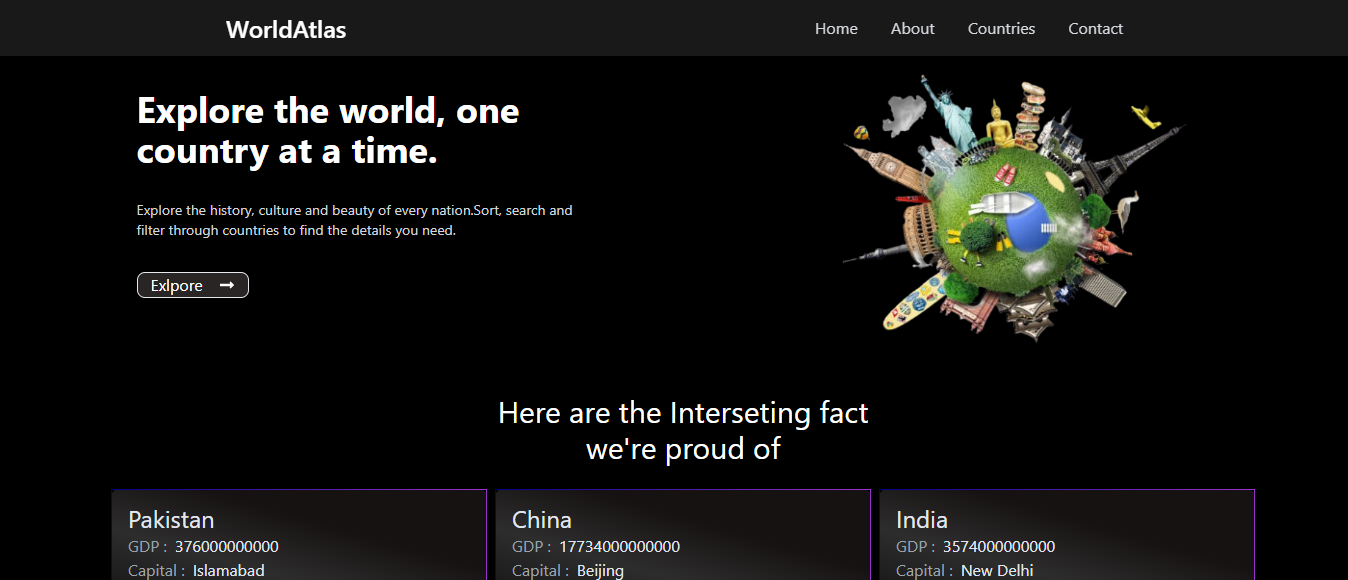 WorldAtlas
Home About Countries Contact
Explore the world, one
country at a time.
Explore the history, culture and beauty of every nation.Sort, search and
filter through countries to find the details you need.
Exlpore
Here are the Interseting fact
we're proud of
Pakistan
GDP : 376000000000
Capital : Islamabad
China
GDP : 17734000000000
Capital : Beijing
India
GDP : 3574000000000
Capital : New Delhi